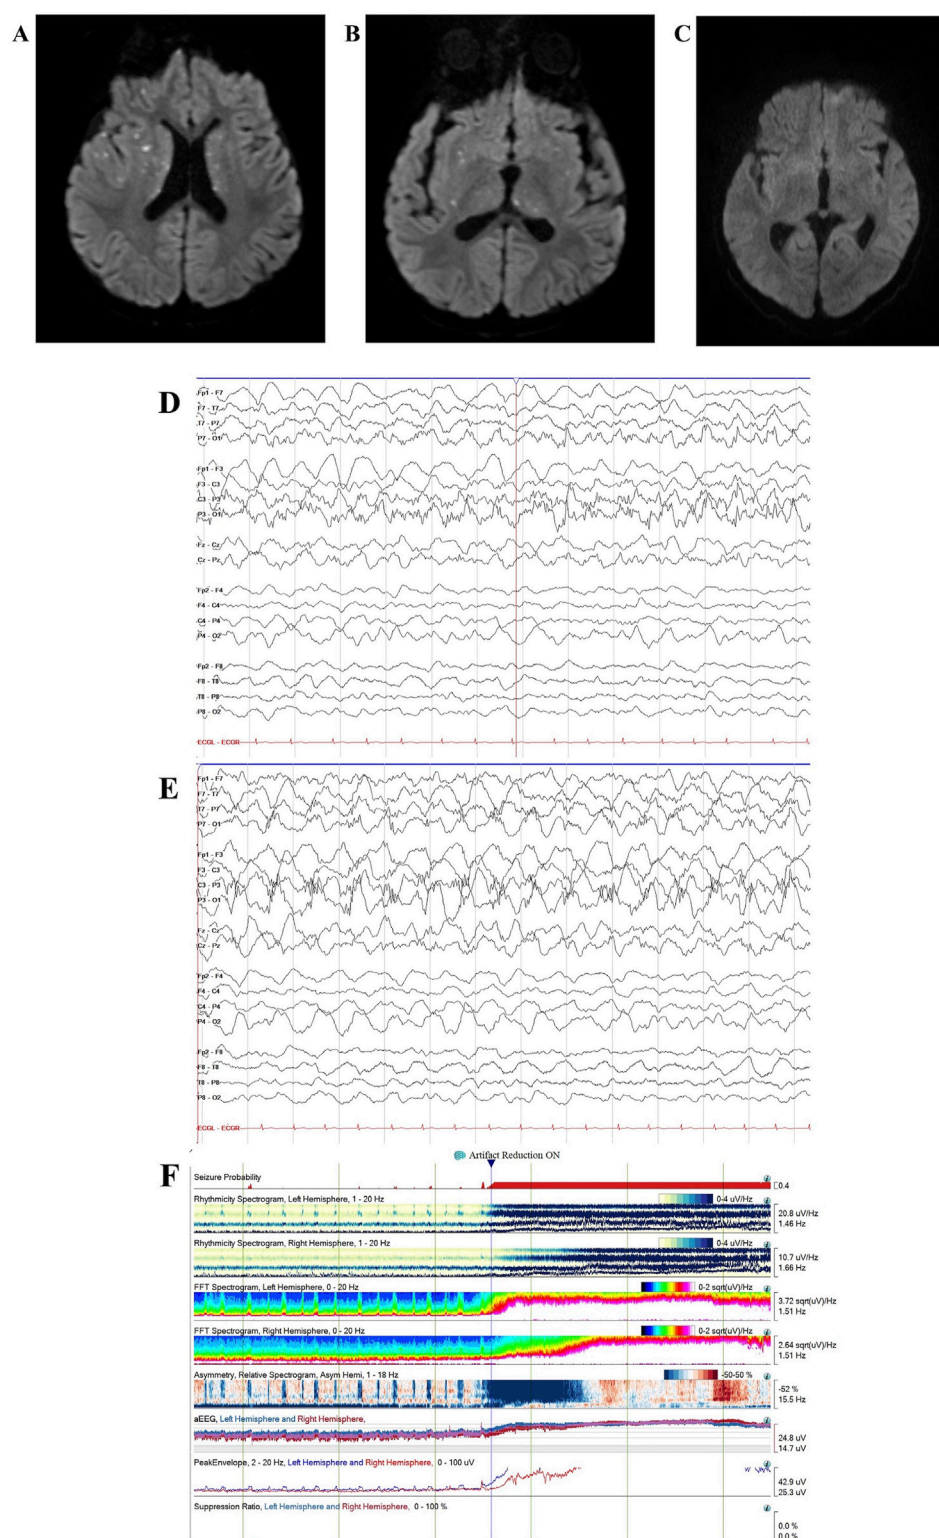 A
B
C
D
Fp1 - F7
F7 - T7
T7 - P7
P7 - O1
Fp1 - F3
F3 - C3
C3 - P3
P3 - O1
Fz - Cz
Cz - Pz
Fp2 - F4
F4 - C4
C4 - P4
P4 - O2
Fp2 - F8
F8 - T8
T8 - P8
P8 - O2
ECGL - ECGR
E
Fp1 - F7
F7 - T7
T7 - P7
P7 - O1
Fp1 - F3
F3 - C3
C3 - P3
P3 - O1
Fz - Cz
Cz - Pz
Fp2 - F4
F4 - C4
C4 - P4
P4 - O2
Fp2 - F8
F8 - T8
T8 - P8
P8 - O2
ECGL - ECGR
F
Artifact Reduction ON
Seizure Probability
0.4
Rhythmicity Spectrogram, Left Hemisphere, 1 - 20 Hz
0-4 uV/Hz
20.8 uV/Hz
1.46 Hz
Rhythmicity Spectrogram, Right Hemisphere, 1 - 20 Hz
0-4 uV/Hz
10.7 uV/Hz
1.66 Hz
FFT Spectrogram, Left Hemisphere, 0 - 20 Hz
0-2 sqrt(uV)/Hz
3.72 sqrt(uV)/Hz
1.51 Hz
FFT Spectrogram, Right Hemisphere, 0 - 20 Hz
0-2 sqrt(uV)/Hz
2.64 sqrt(uV)/Hz
1.51 Hz
Asymmetry, Relative Spectrogram, Asym Hemi, 1 - 18 Hz
-50-50 %
-52 %
15.5 Hz
aEEG, Left Hemisphere and Right Hemisphere,
24.8 uV
14.7 uV
PeakEnvelope, 2 - 20 Hz, Left Hemisphere and Right Hemisphere, 0 - 100 uV
42.9 uV
25.3 uV
Suppression Ratio, Left Hemisphere and Right Hemisphere, 0 - 100 %
0.0 %
0.0 %